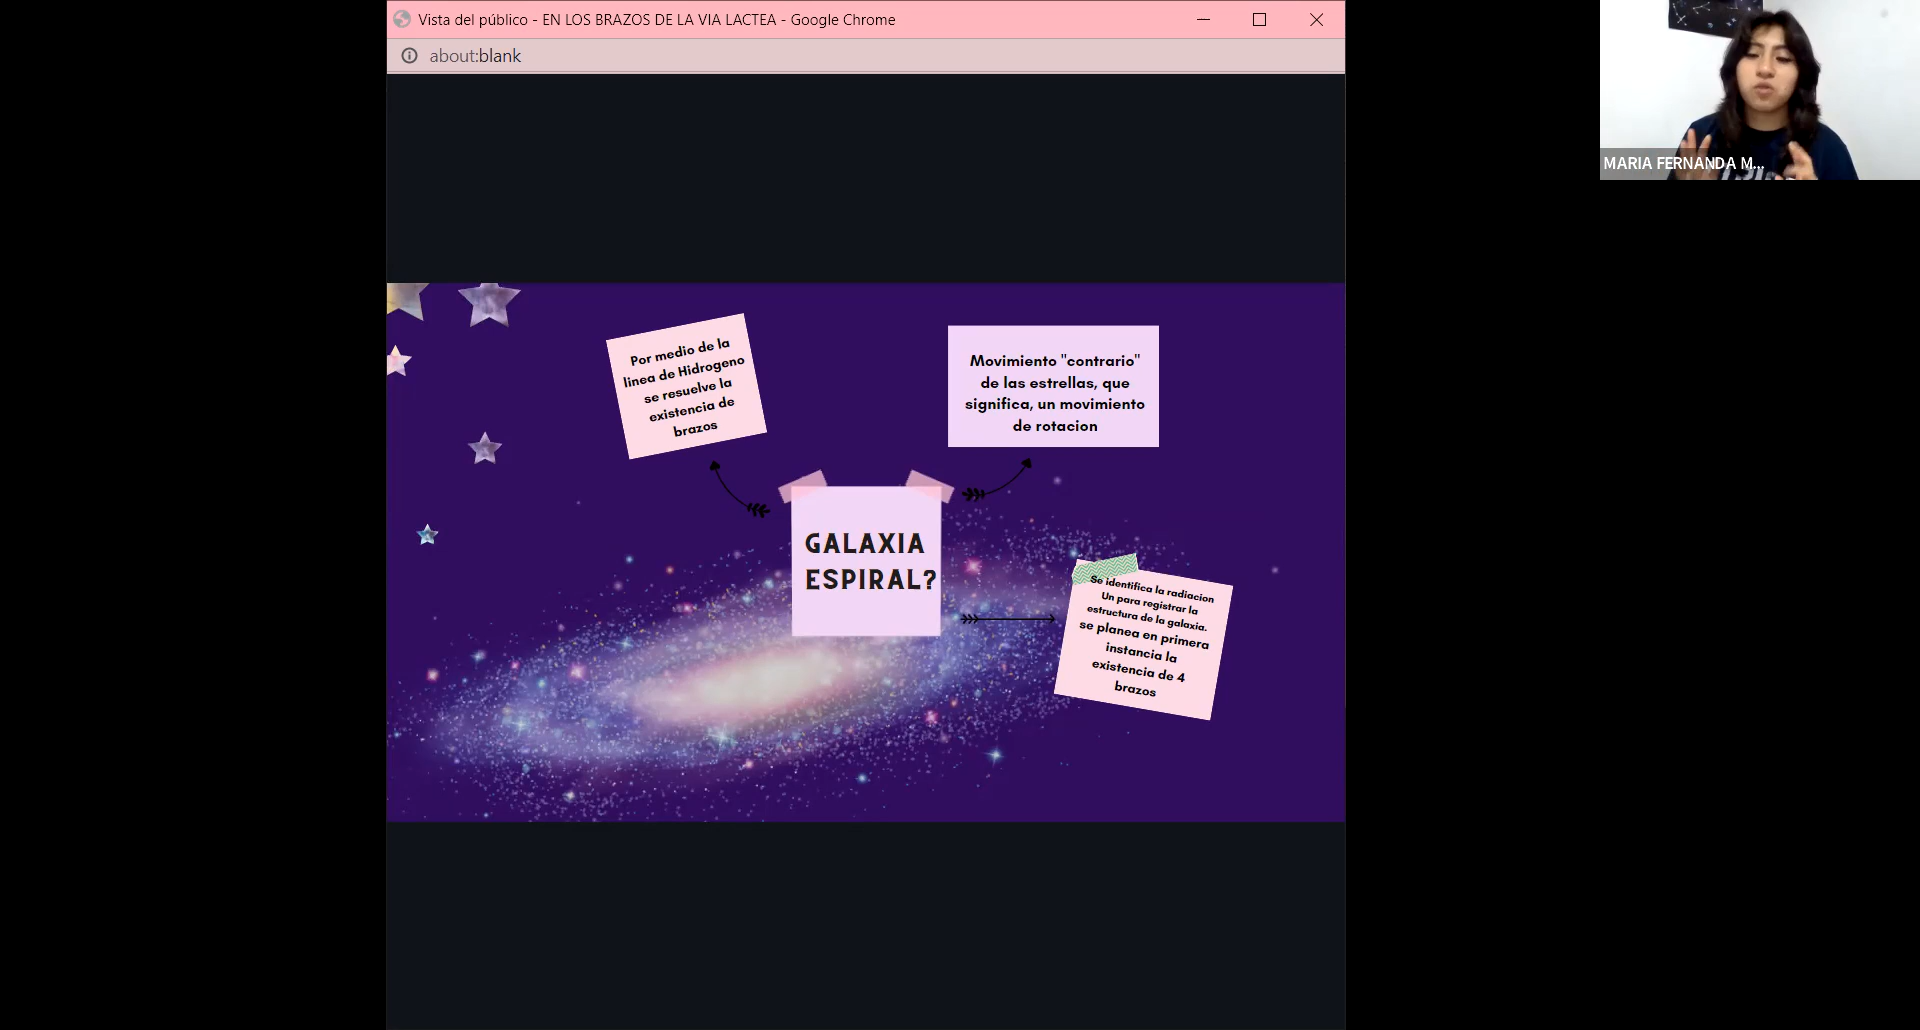 Vista del público - EN LOS BRAZOS DE LA VIA LACTEA - Google Chrome
about:blank
MARIA FERNANDA M...
Por medio de la
linea de Hidrogeno
se resuelve la
existencia de
brazos
Movimiento "contrario"
de las estrellas, que
significa, un movimiento
de rotacion
GALAXIA
ESPIRAL?
Se identifica la radiacion
Un para registrar la
estructura de la galaxia.
se planea en primera
instancia la
existencia de 4
brazos